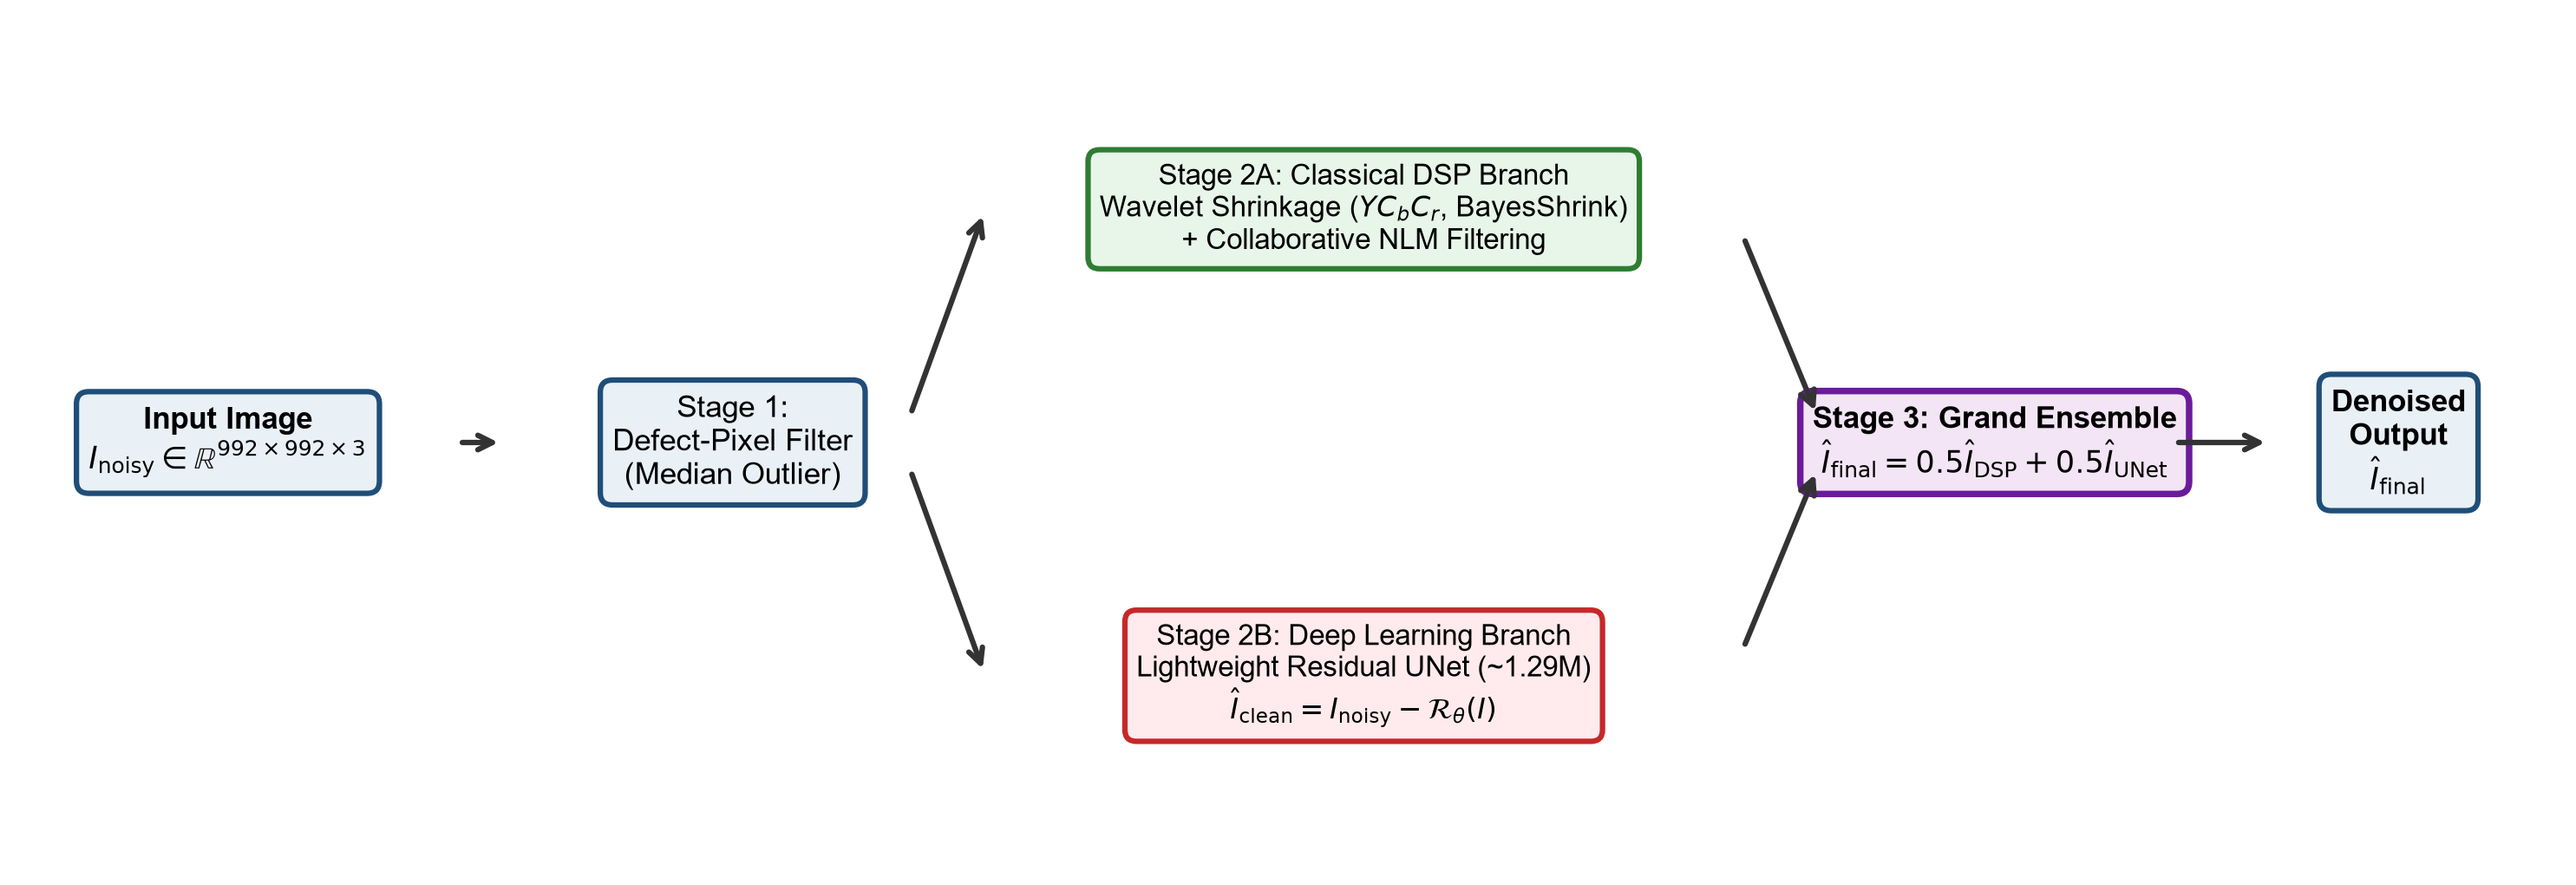 Input Image
I_noisy ∈ ℝ^{992×992×3}
Stage 1:
Defect-Pixel Filter
(Median Outlier)
Stage 2A: Classical DSP Branch
Wavelet Shrinkage (YC_bC_r, BayesShrink)
+ Collaborative NLM Filtering
Stage 2B: Deep Learning Branch
Lightweight Residual UNet (~1.29M)
Î_clean = I_noisy − ℛ_θ(I)
Stage 3: Grand Ensemble
Î_final = 0.5Î_DSP + 0.5Î_UNet
Denoised
Output
Î_final